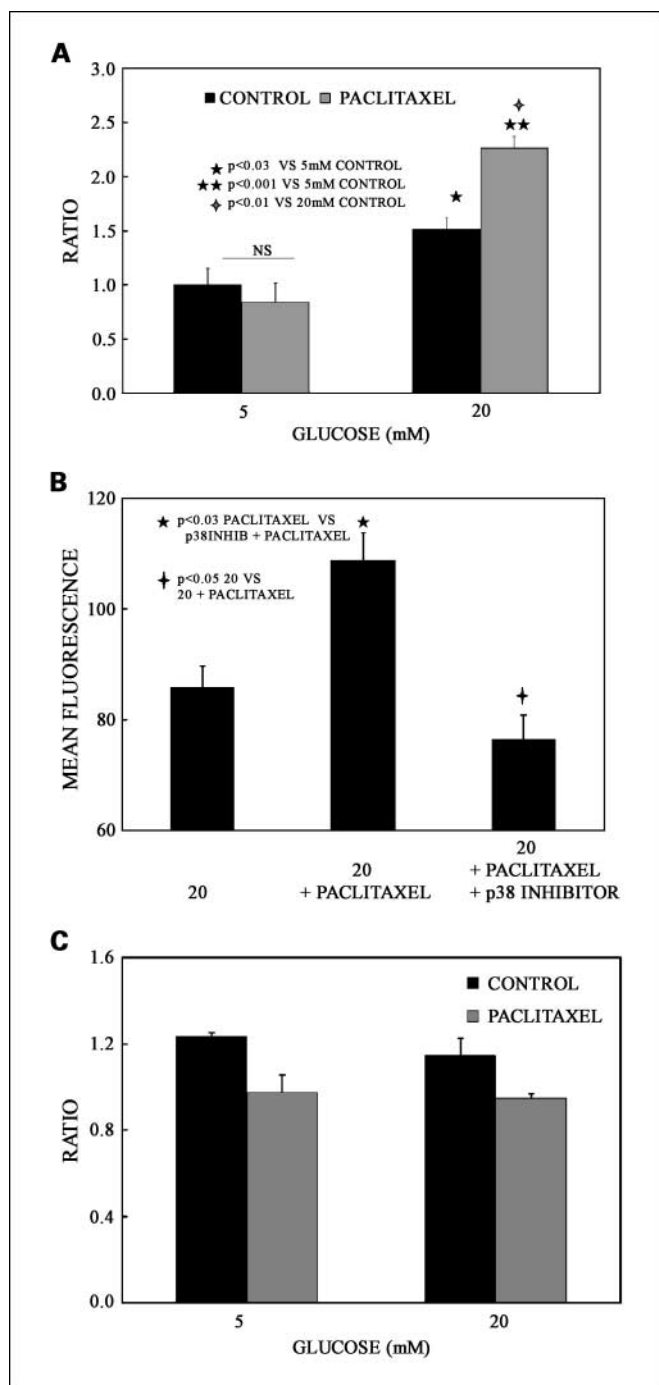 A
3.0
CONTROL PACLITAXEL
2.5
★ p<0.03 VS 5mM CONTROL
★★ p<0.001 VS 5mM CONTROL
✧ p<0.01 VS 20mM CONTROL
✧
★★
★
2.0
1.5
NS
1.0
0.5
0.0
RATIO
5 20
GLUCOSE (mM)
B
120
★ p<0.03 PACLITAXEL VS ★
p38INHIB + PACLITAXEL
✦ p<0.05 20 VS
20 + PACLITAXEL
✦
100
80
60
MEAN FLUORESCENCE
20
20
+ PACLITAXEL
20
+ PACLITAXEL
+ p38 INHIBITOR
C
1.6
CONTROL
PACLITAXEL
1.2
0.8
0.4
0.0
RATIO
5 20
GLUCOSE (mM)